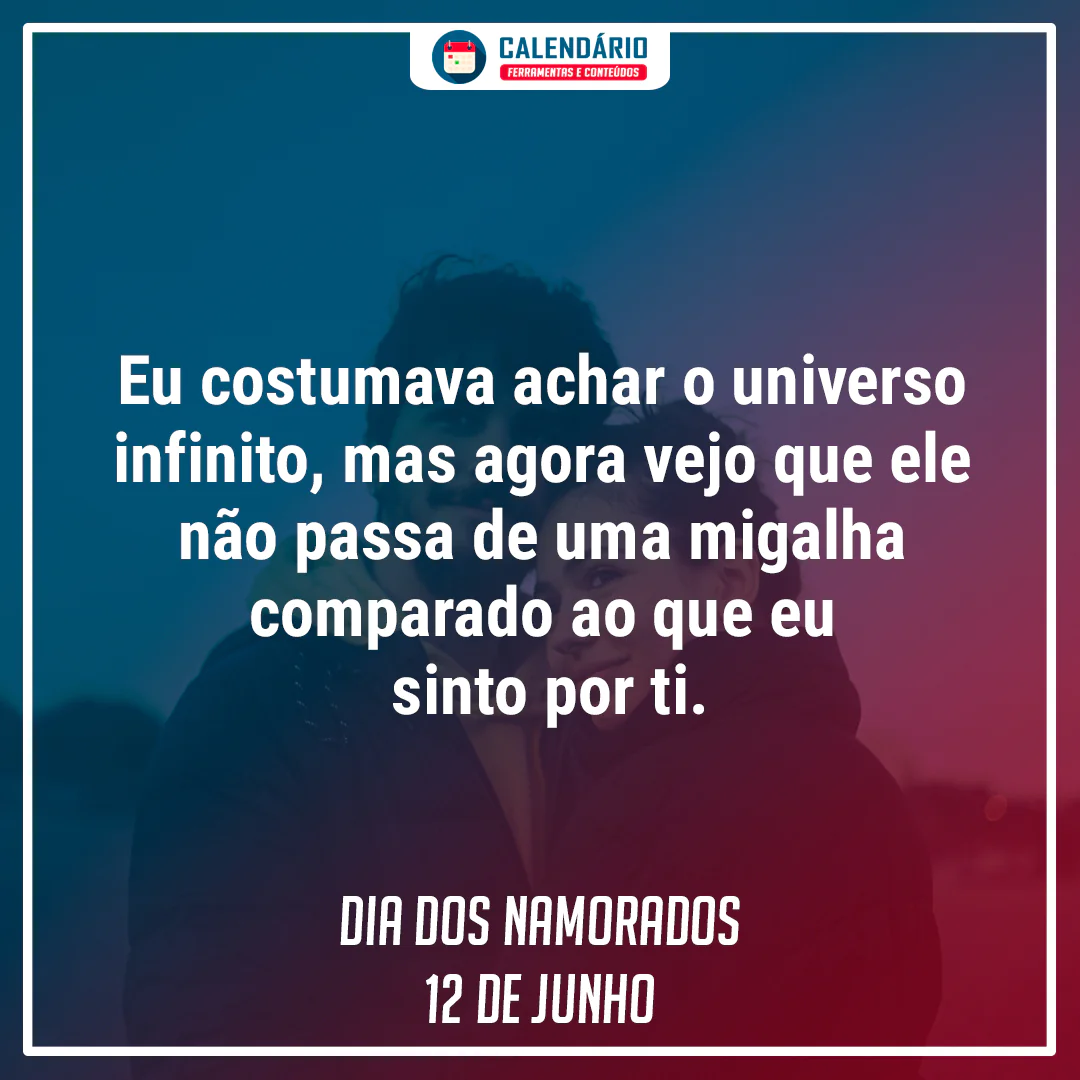 CALENDÁRIO
FERRAMENTAS E CONTEÚDOS
Eu costumava achar o universo
infinito, mas agora vejo que ele
não passa de uma migalha
comparado ao que eu
sinto por ti.
DIA DOS NAMORADOS
12 DE JUNHO